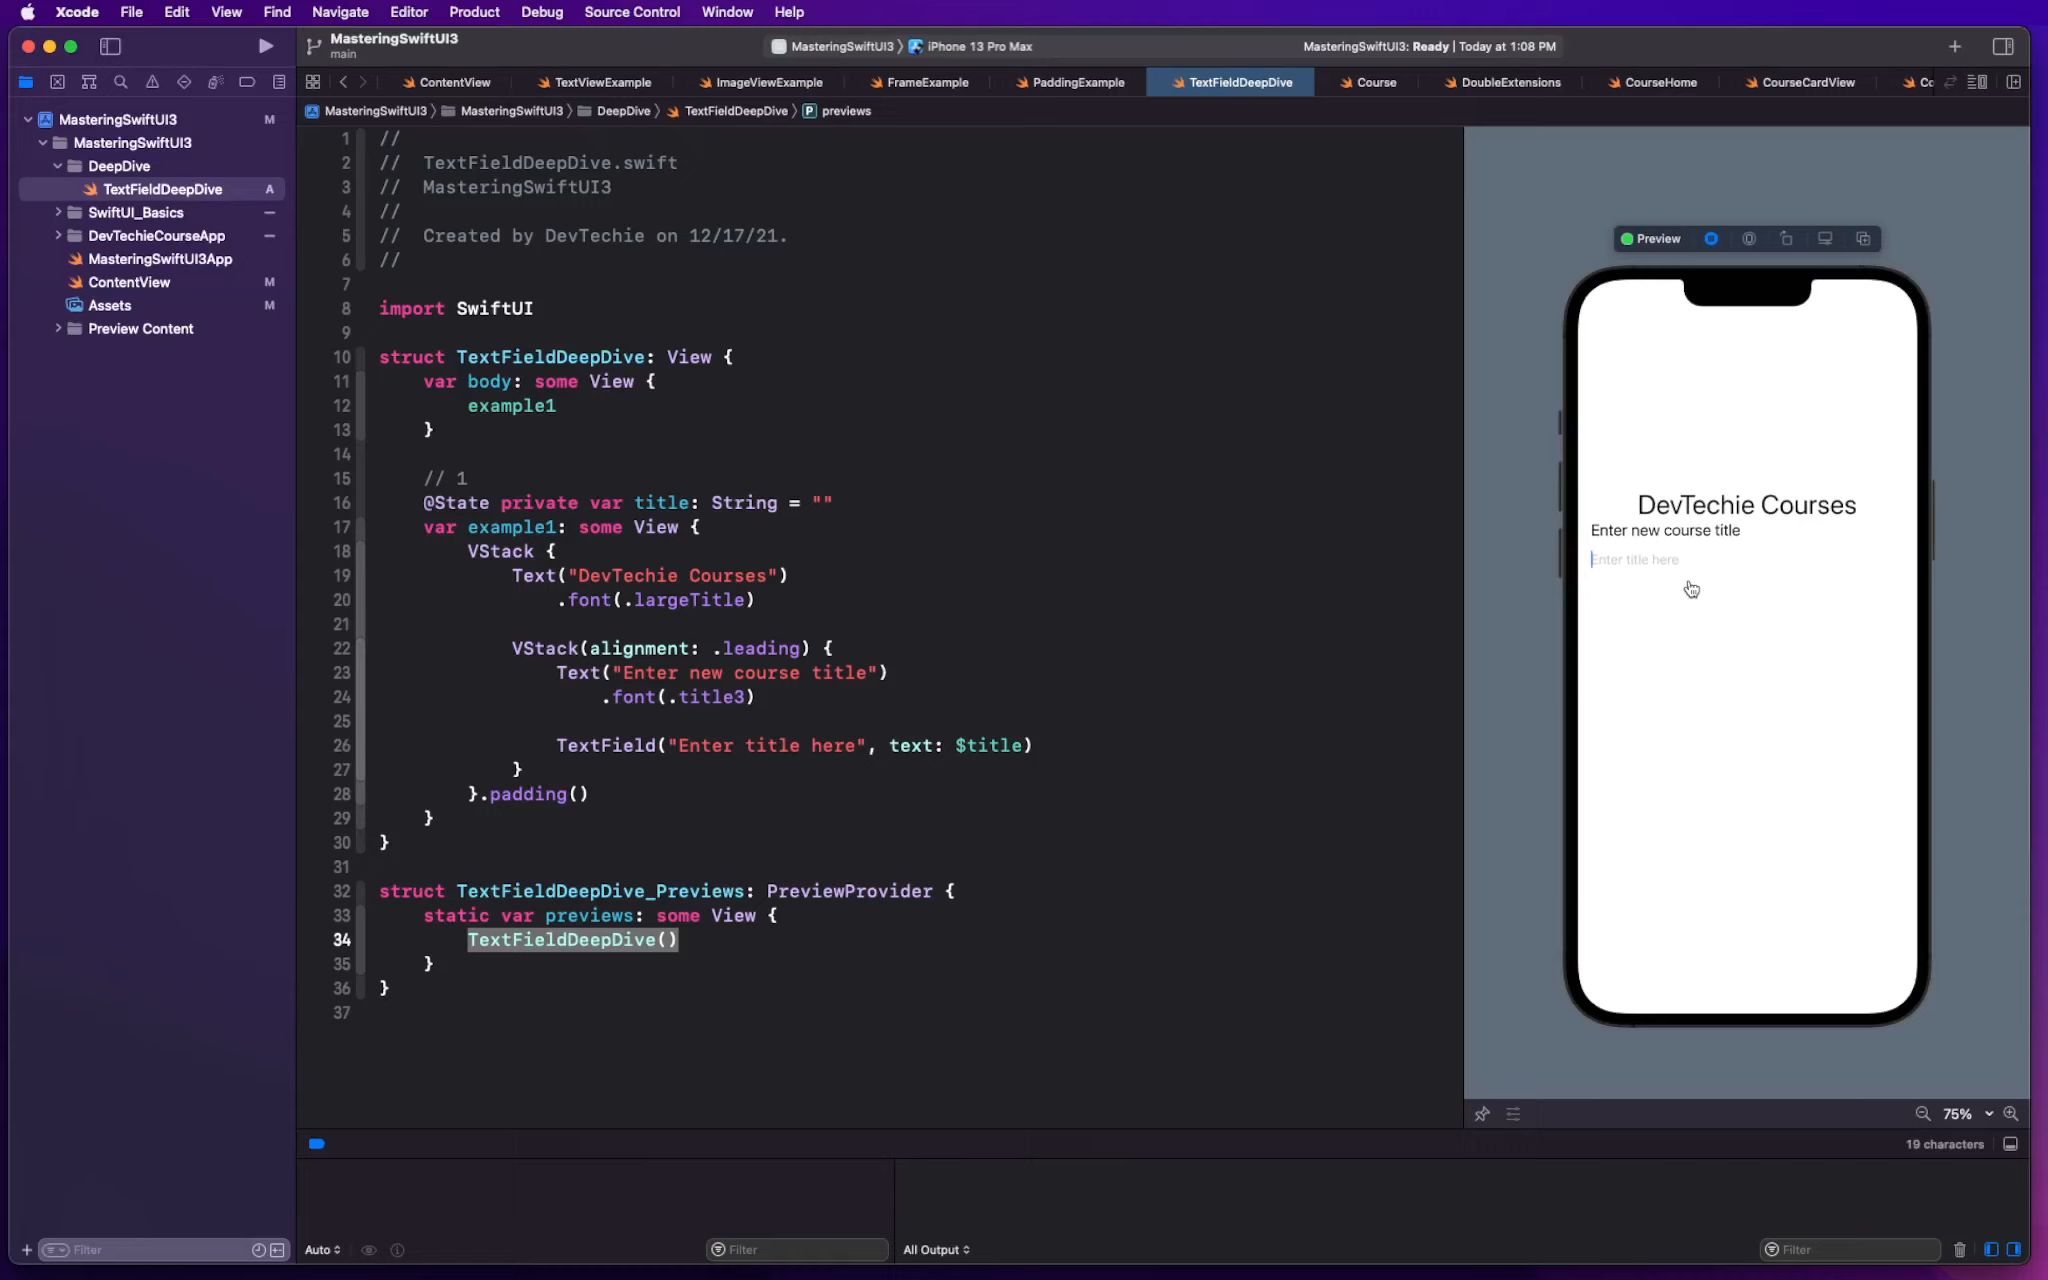 Xcode File Edit View Find Navigate Editor Product Debug Source Control Window Help
MasteringSwiftUI3
main
MasteringSwiftUI3 〉 iPhone 13 Pro Max
MasteringSwiftUI3: Ready | Today at 1:08 PM
ContentView TextViewExample ImageViewExample FrameExample PaddingExample TextFieldDeepDive Course DoubleExtensions CourseHome CourseCardView Cc
MasteringSwiftUI3 〉 MasteringSwiftUI3 〉 DeepDive 〉 TextFieldDeepDive 〉 P previews
MasteringSwiftUI3 M
MasteringSwiftUI3
DeepDive
TextFieldDeepDive A
SwiftUI_Basics
DevTechieCourseApp
MasteringSwiftUI3App
ContentView M
Assets M
Preview Content
1 //
2 //  TextFieldDeepDive.swift
3 //  MasteringSwiftUI3
4 //
5 //  Created by DevTechie on 12/17/21.
6 //
7
8 import SwiftUI
9
10 struct TextFieldDeepDive: View {
11     var body: some View {
12         example1
13     }
14
15     // 1
16     @State private var title: String = ""
17     var example1: some View {
18         VStack {
19             Text("DevTechie Courses")
20                 .font(.largeTitle)
21
22             VStack(alignment: .leading) {
23                 Text("Enter new course title")
24                     .font(.title3)
25
26                 TextField("Enter title here", text: $title)
27             }
28         }.padding()
29     }
30 }
31
32 struct TextFieldDeepDive_Previews: PreviewProvider {
33     static var previews: some View {
34         TextFieldDeepDive()
35     }
36 }
37
Preview
DevTechie Courses
Enter new course title
Enter title here
75%
19 characters
Filter
Auto
Filter
All Output
Filter